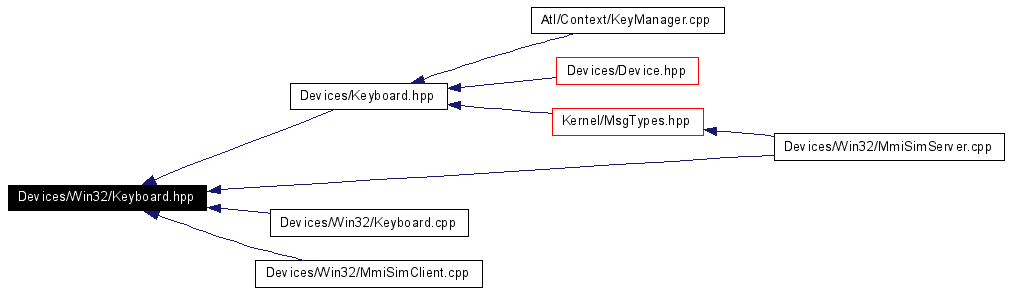 Atl/Context/KeyManager.cpp
Devices/Device.hpp
Devices/Keyboard.hpp
Kernel/MsgTypes.hpp
Devices/Win32/MmiSimServer.cpp
Devices/Win32/Keyboard.hpp
Devices/Win32/Keyboard.cpp
Devices/Win32/MmiSimClient.cpp